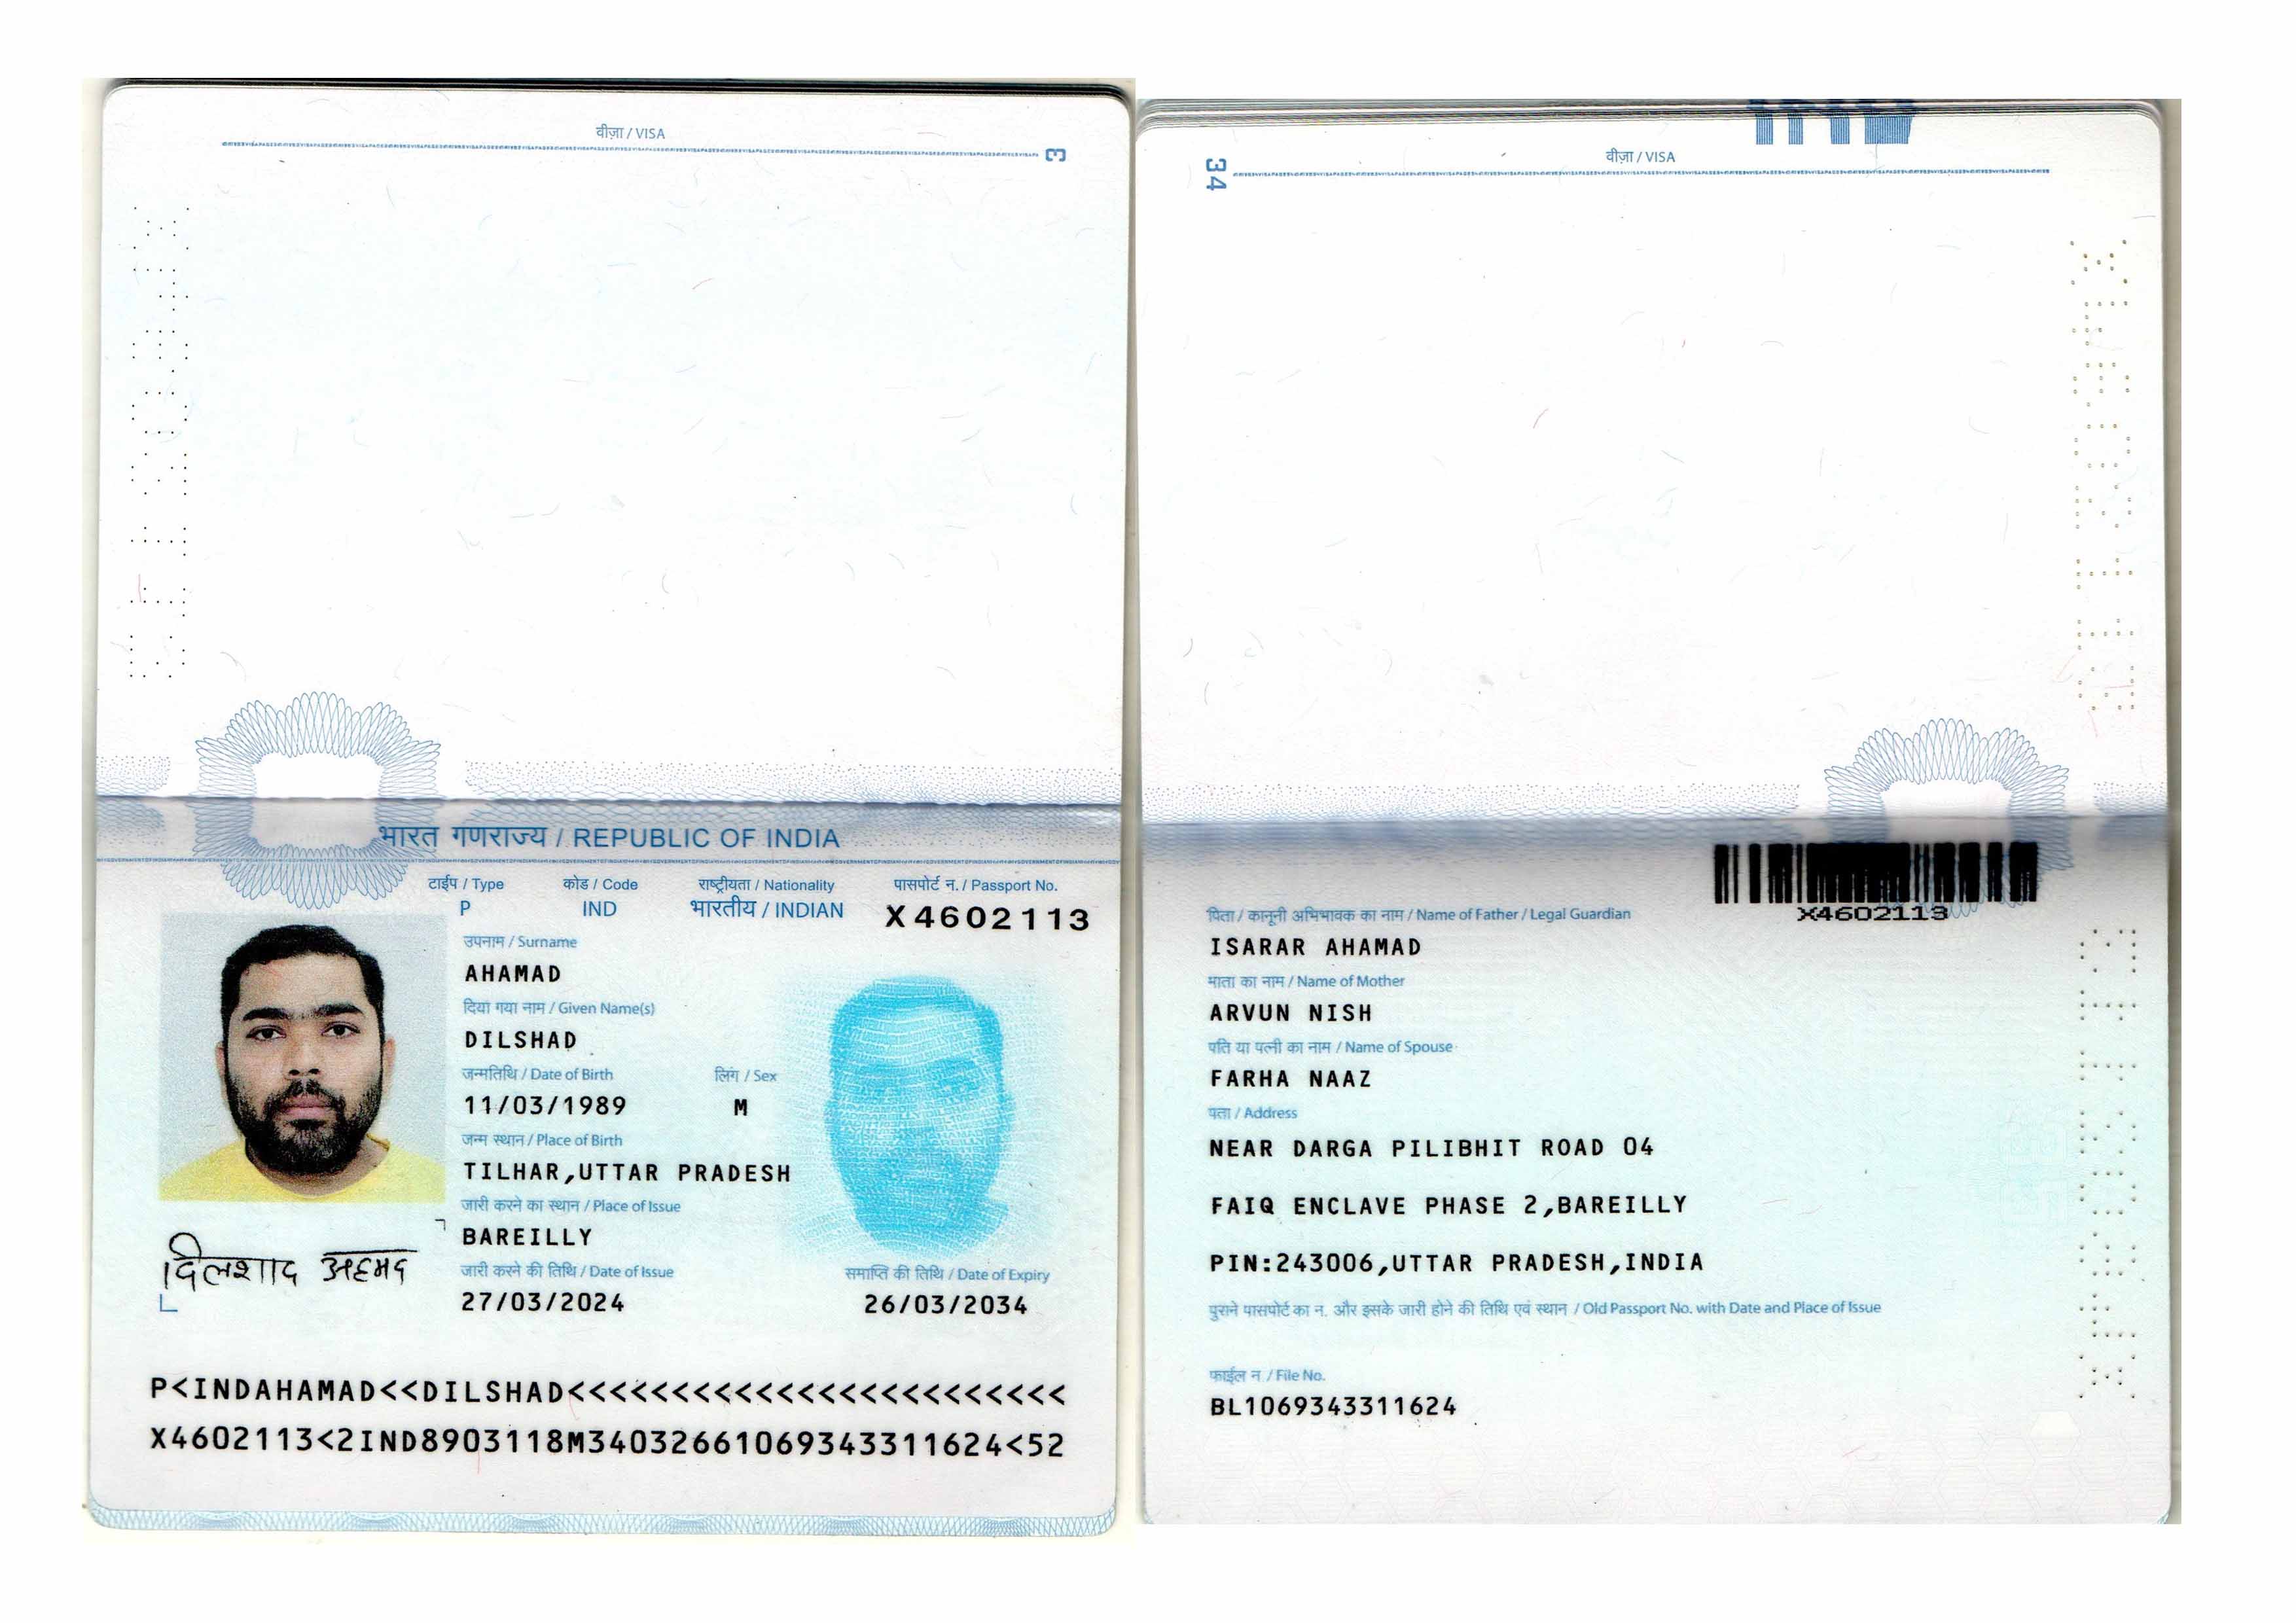 वीज़ा / VISA
3
भारत गणराज्य / REPUBLIC OF INDIA
टाईप / Type कोड / Code राष्ट्रीयता / Nationality पासपोर्ट न. / Passport No.
P IND भारतीय / INDIAN X4602113
उपनाम / Surname
AHAMAD
दिया गया नाम / Given Name(s)
DILSHAD
जन्मतिथि / Date of Birth लिंग / Sex
11/03/1989 M
जन्म स्थान / Place of Birth
TILHAR,UTTAR PRADESH
जारी करने का स्थान / Place of Issue
BAREILLY
जारी करने की तिथि / Date of Issue समाप्ति की तिथि / Date of Expiry
27/03/2024 26/03/2034
दिलशाद अहमद
P<INDAHAMAD<<DILSHAD<<<<<<<<<<<<<<<<<<<<<<<<
X4602113<2IND8903118M34032661069343311624<52
34
वीज़ा / VISA
X4602113
पिता / कानूनी अभिभावक का नाम / Name of Father / Legal Guardian
ISARAR AHAMAD
माता का नाम / Name of Mother
ARVUN NISH
पति या पत्नी का नाम / Name of Spouse
FARHA NAAZ
पता / Address
NEAR DARGA PILIBHIT ROAD 04
FAIQ ENCLAVE PHASE 2,BAREILLY
PIN:243006,UTTAR PRADESH,INDIA
पुराने पासपोर्ट का न. और इसके जारी होने की तिथि एवं स्थान / Old Passport No. with Date and Place of Issue
फाईल न / File No.
BL1069343311624